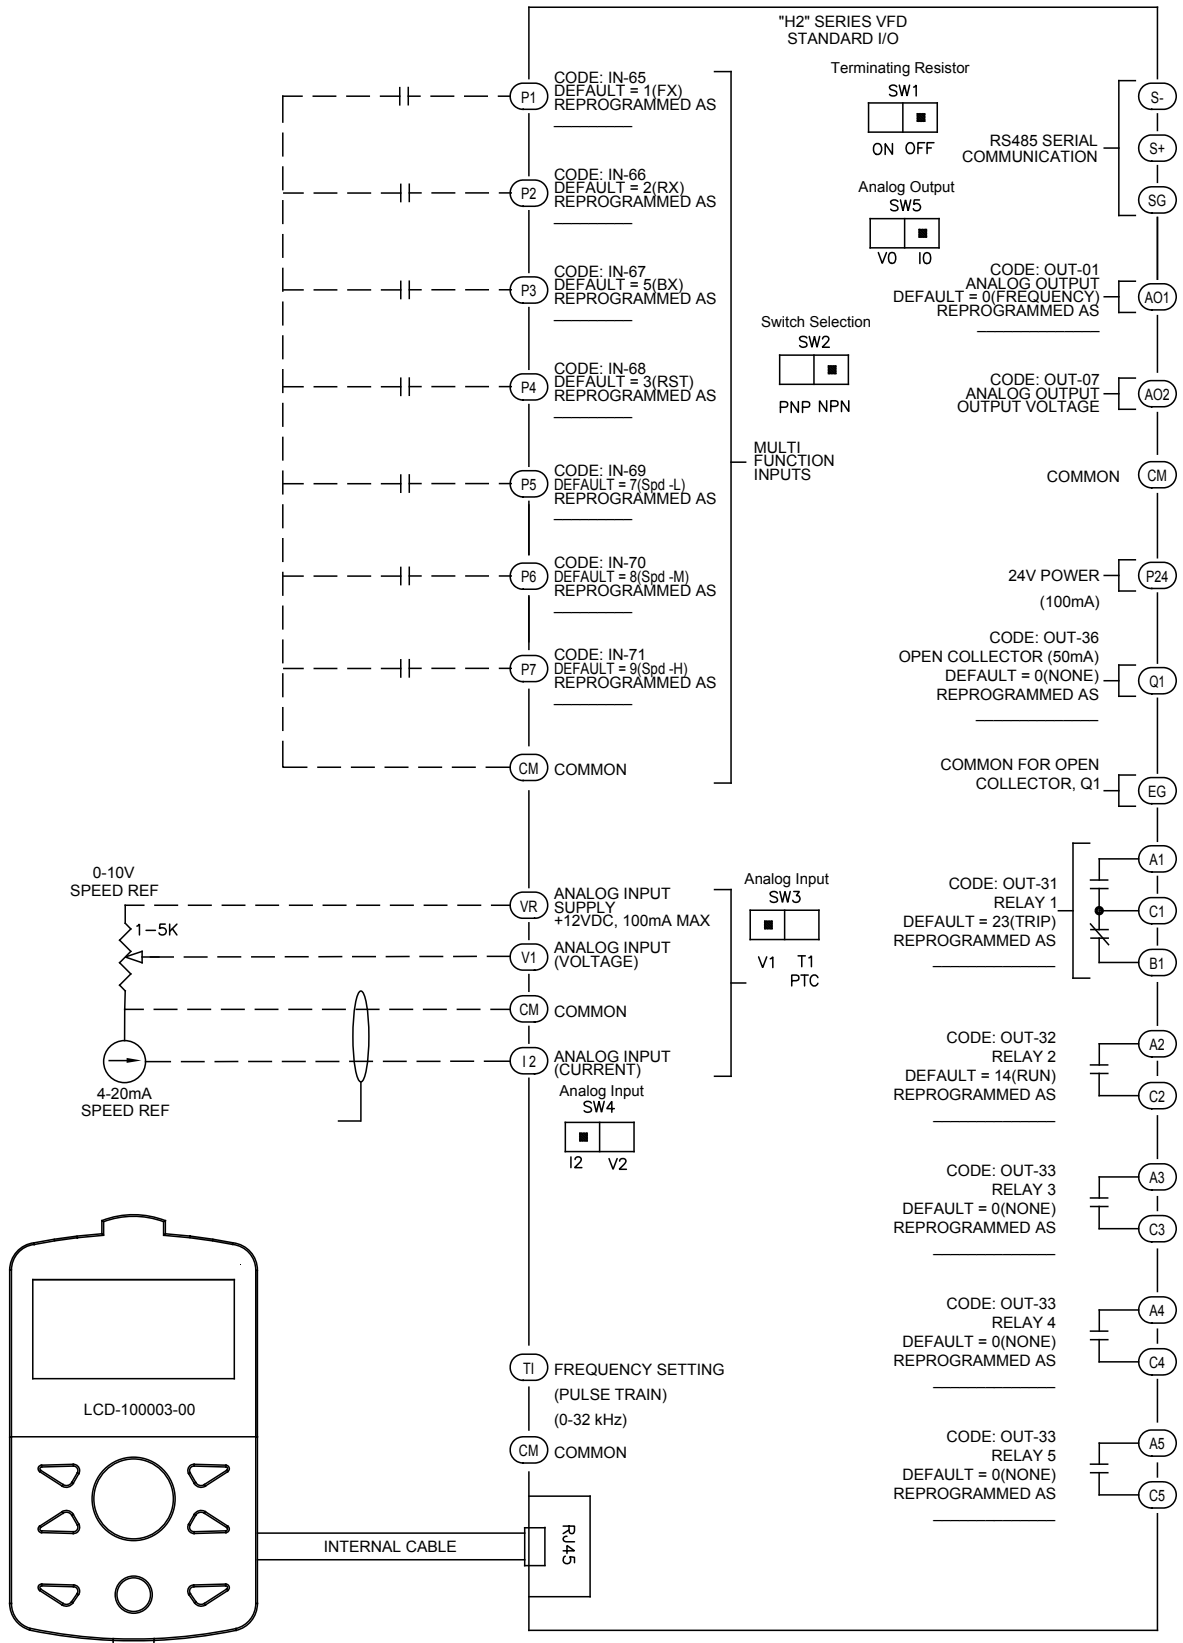 "H2" SERIES VFD
STANDARD I/O
P1
CODE: IN-65
DEFAULT = 1(FX)
REPROGRAMMED AS
P2
CODE: IN-66
DEFAULT = 2(RX)
REPROGRAMMED AS
P3
CODE: IN-67
DEFAULT = 5(BX)
REPROGRAMMED AS
P4
CODE: IN-68
DEFAULT = 3(RST)
REPROGRAMMED AS
P5
CODE: IN-69
DEFAULT = 7(Spd -L)
REPROGRAMMED AS
P6
CODE: IN-70
DEFAULT = 8(Spd -M)
REPROGRAMMED AS
P7
CODE: IN-71
DEFAULT = 9(Spd -H)
REPROGRAMMED AS
CM
COMMON
MULTI
FUNCTION
INPUTS
Terminating Resistor
SW1
ON OFF
Analog Output
SW5
VO IO
Switch Selection
SW2
PNP NPN
RS485 SERIAL
COMMUNICATION
S-
S+
SG
CODE: OUT-01
ANALOG OUTPUT
DEFAULT = 0(FREQUENCY)
REPROGRAMMED AS
AO1
CODE: OUT-07
ANALOG OUTPUT
OUTPUT VOLTAGE
AO2
COMMON
CM
24V POWER
(100mA)
P24
CODE: OUT-36
OPEN COLLECTOR (50mA)
DEFAULT = 0(NONE)
REPROGRAMMED AS
Q1
COMMON FOR OPEN
COLLECTOR, Q1
EG
0-10V
SPEED REF
1-5K
4-20mA
SPEED REF
VR
ANALOG INPUT
SUPPLY
+12VDC, 100mA MAX
V1
ANALOG INPUT
(VOLTAGE)
CM
COMMON
I 2
ANALOG INPUT
(CURRENT)
Analog Input
SW4
I2 V2
Analog Input
SW3
V1 T1
PTC
CODE: OUT-31
RELAY 1
DEFAULT = 23(TRIP)
REPROGRAMMED AS
A1
C1
B1
CODE: OUT-32
RELAY 2
DEFAULT = 14(RUN)
REPROGRAMMED AS
A2
C2
CODE: OUT-33
RELAY 3
DEFAULT = 0(NONE)
REPROGRAMMED AS
A3
C3
CODE: OUT-33
RELAY 4
DEFAULT = 0(NONE)
REPROGRAMMED AS
A4
C4
CODE: OUT-33
RELAY 5
DEFAULT = 0(NONE)
REPROGRAMMED AS
A5
C5
TI
FREQUENCY SETTING
(PULSE TRAIN)
(0-32 kHz)
CM
COMMON
LCD-100003-00
INTERNAL CABLE
RJ45